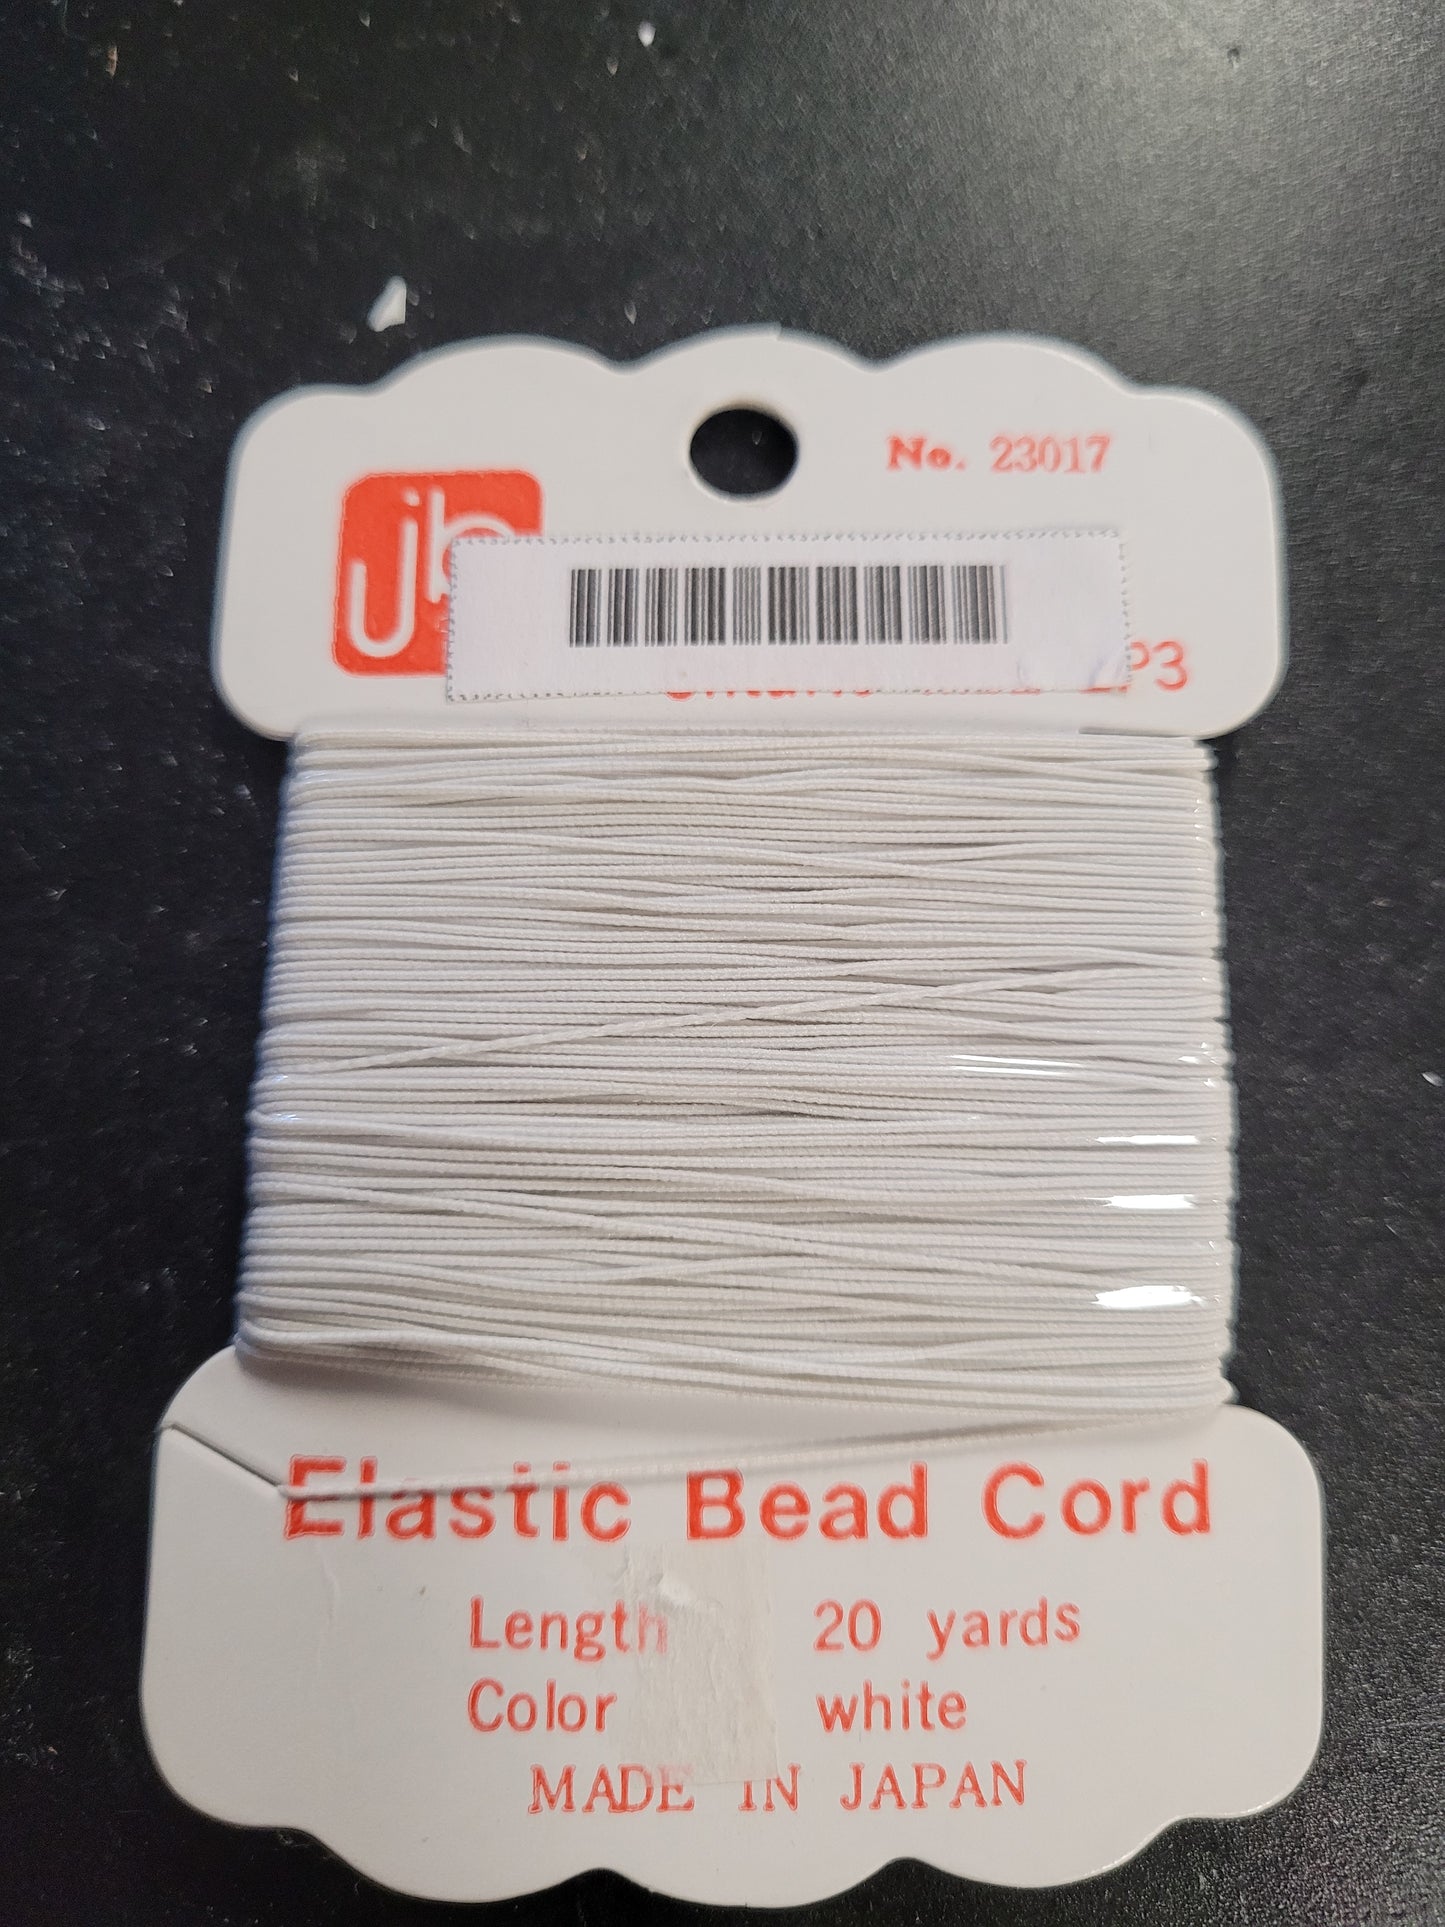 No. 23017
jb
P3
Elastic Bead Cord
Length 20 yards
Color white
MADE IN JAPAN